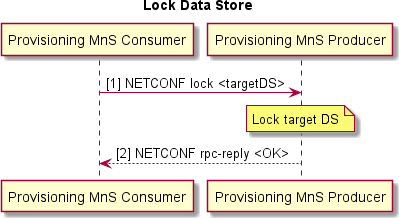 Lock Data Store
Provisioning MnS Consumer Provisioning MnS Producer
[1] NETCONF lock <targetDS>
Lock target DS
[2] NETCONF rpc-reply <OK>
Provisioning MnS Consumer Provisioning MnS Producer